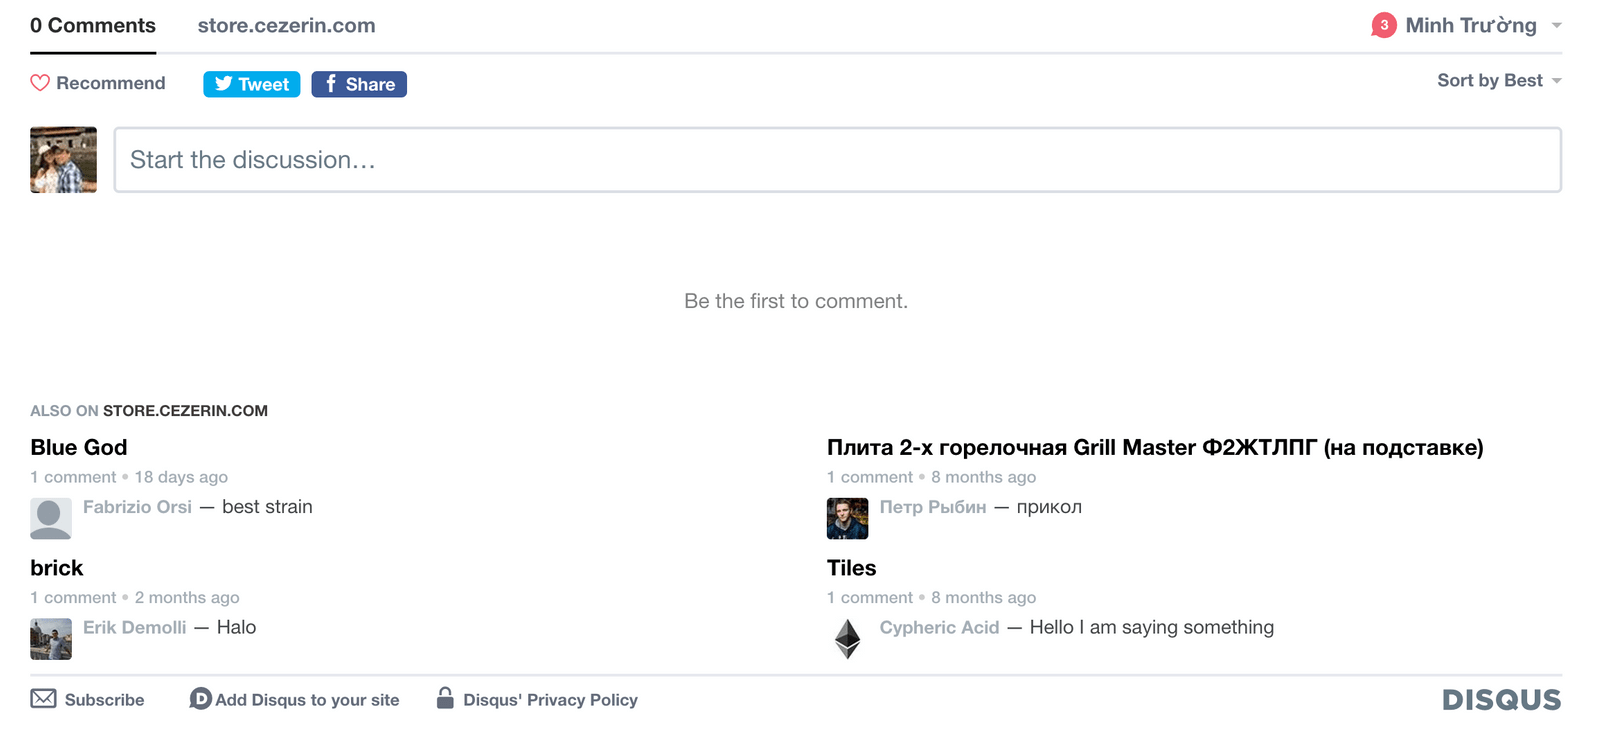 0 Comments store.cezerin.com 3 Minh Trường
Recommend Tweet Share Sort by Best
Start the discussion…
Be the first to comment.
ALSO ON STORE.CEZERIN.COM
Blue God
1 comment • 18 days ago
Fabrizio Orsi — best strain
Плита 2-х горелочная Grill Master Ф2ЖТЛПГ (на подставке)
1 comment • 8 months ago
Петр Рыбин — прикол
brick
1 comment • 2 months ago
Erik Demolli — Halo
Tiles
1 comment • 8 months ago
Cypheric Acid — Hello I am saying something
Subscribe D Add Disqus to your site Disqus' Privacy Policy DISQUS